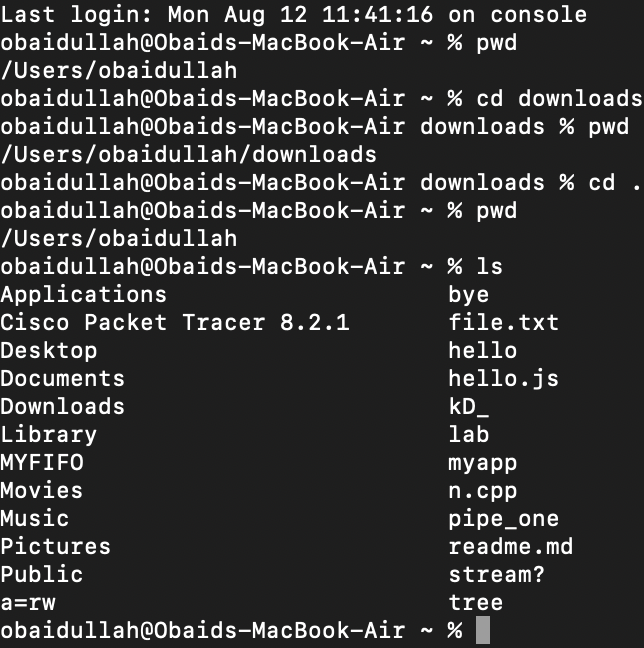 Last login: Mon Aug 12 11:41:16 on console
obaidullah@Obaids-MacBook-Air ~ % pwd
/Users/obaidullah
obaidullah@Obaids-MacBook-Air ~ % cd downloads
obaidullah@Obaids-MacBook-Air downloads % pwd
/Users/obaidullah/downloads
obaidullah@Obaids-MacBook-Air downloads % cd .
obaidullah@Obaids-MacBook-Air ~ % pwd
/Users/obaidullah
obaidullah@Obaids-MacBook-Air ~ % ls
Applications bye
Cisco Packet Tracer 8.2.1 file.txt
Desktop hello
Documents hello.js
Downloads kD_
Library lab
MYFIFO myapp
Movies n.cpp
Music pipe_one
Pictures readme.md
Public stream?
a=rw tree
obaidullah@Obaids-MacBook-Air ~ %